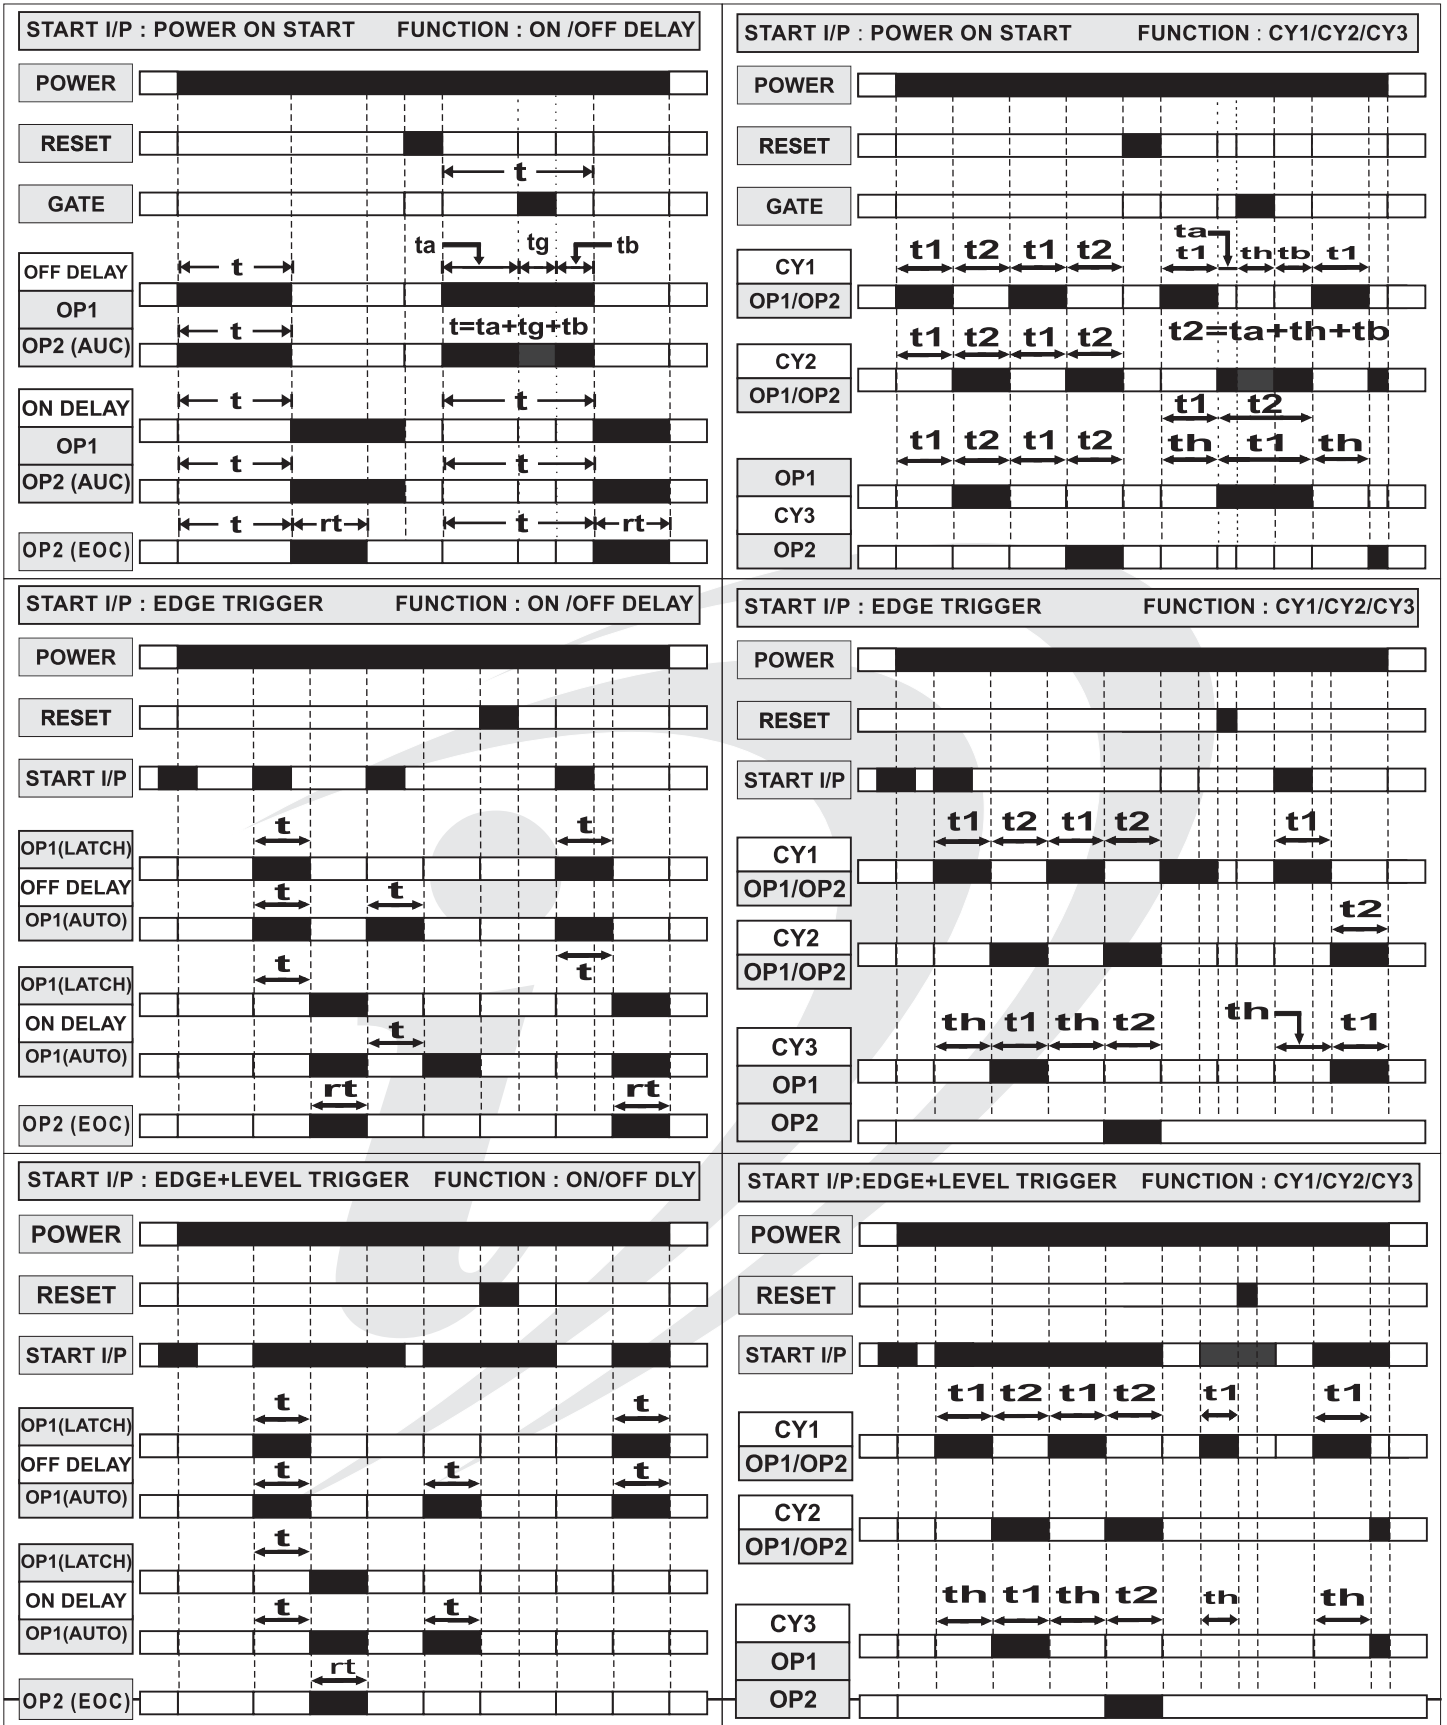 START I/P : POWER ON START FUNCTION : ON /OFF DELAY
POWER
RESET
t
GATE
ta tg tb
OFF DELAY
t
OP1
t t=ta+tg+tb
OP2 (AUC)
ON DELAY
t t
OP1
OP2 (AUC)
t t
t rt t rt
OP2 (EOC)
START I/P : POWER ON START FUNCTION : CY1/CY2/CY3
POWER
RESET
GATE
ta
t1 t2 t1 t2 t1 th tb t1
CY1
OP1/OP2
t1 t2 t1 t2 t2=ta+th+tb
CY2
OP1/OP2
t1 t2
t1 t2 t1 t2 th t1 th
OP1
CY3
OP2
START I/P : EDGE TRIGGER FUNCTION : ON /OFF DELAY
POWER
RESET
START I/P
t t
OP1(LATCH)
OFF DELAY
t t
OP1(AUTO)
t t
OP1(LATCH)
ON DELAY
t
OP1(AUTO)
rt rt
OP2 (EOC)
START I/P : EDGE TRIGGER FUNCTION : CY1/CY2/CY3
POWER
RESET
START I/P
t1 t2 t1 t2 t1
CY1
OP1/OP2
t2
CY2
OP1/OP2
th
th t1 th t2 t1
CY3
OP1
OP2
START I/P : EDGE+LEVEL TRIGGER FUNCTION : ON/OFF DLY
POWER
RESET
START I/P
t t
OP1(LATCH)
OFF DELAY
t t t
OP1(AUTO)
t
OP1(LATCH)
ON DELAY
t t
OP1(AUTO)
rt
OP2 (EOC)
START I/P:EDGE+LEVEL TRIGGER FUNCTION : CY1/CY2/CY3
POWER
RESET
START I/P
t1 t2 t1 t2 t1 t1
CY1
OP1/OP2
CY2
OP1/OP2
th t1 th t2 th th
CY3
OP1
OP2